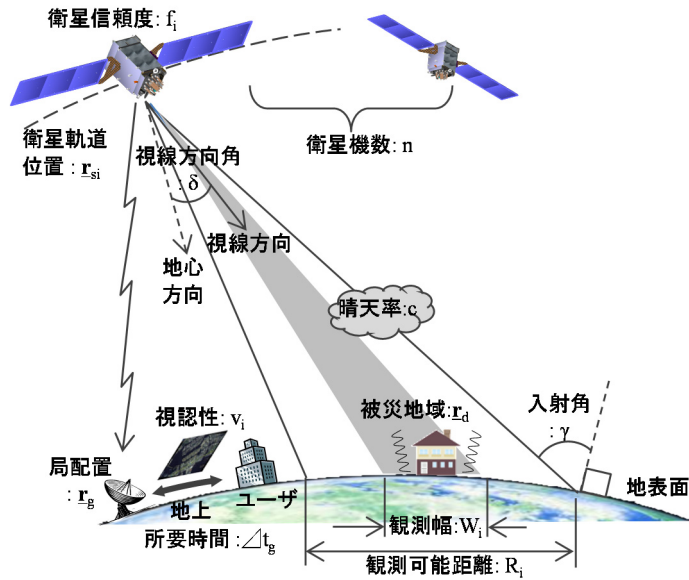 衛星信頼度: fi
衛星軌道
位置 : rsi
衛星機数: n
視線方向角
: δ
視線方向
地心
方向
晴天率:c
視認性: vi
被災地域:rd
入射角
: γ
局配置
: rg
ユーザ
地上
所要時間 :⊿tg
地表面
観測幅:Wi
観測可能距離: Ri